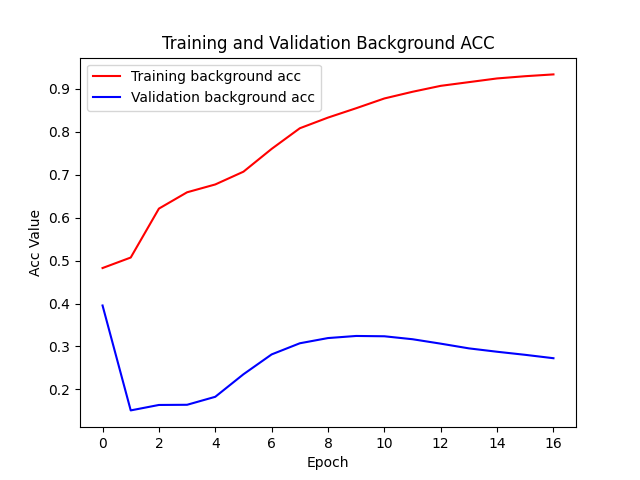 Training and Validation Background ACC
Training background acc
Validation background acc
Acc Value
0.9
0.8
0.7
0.6
0.5
0.4
0.3
0.2
0 2 4 6 8 10 12 14 16
Epoch